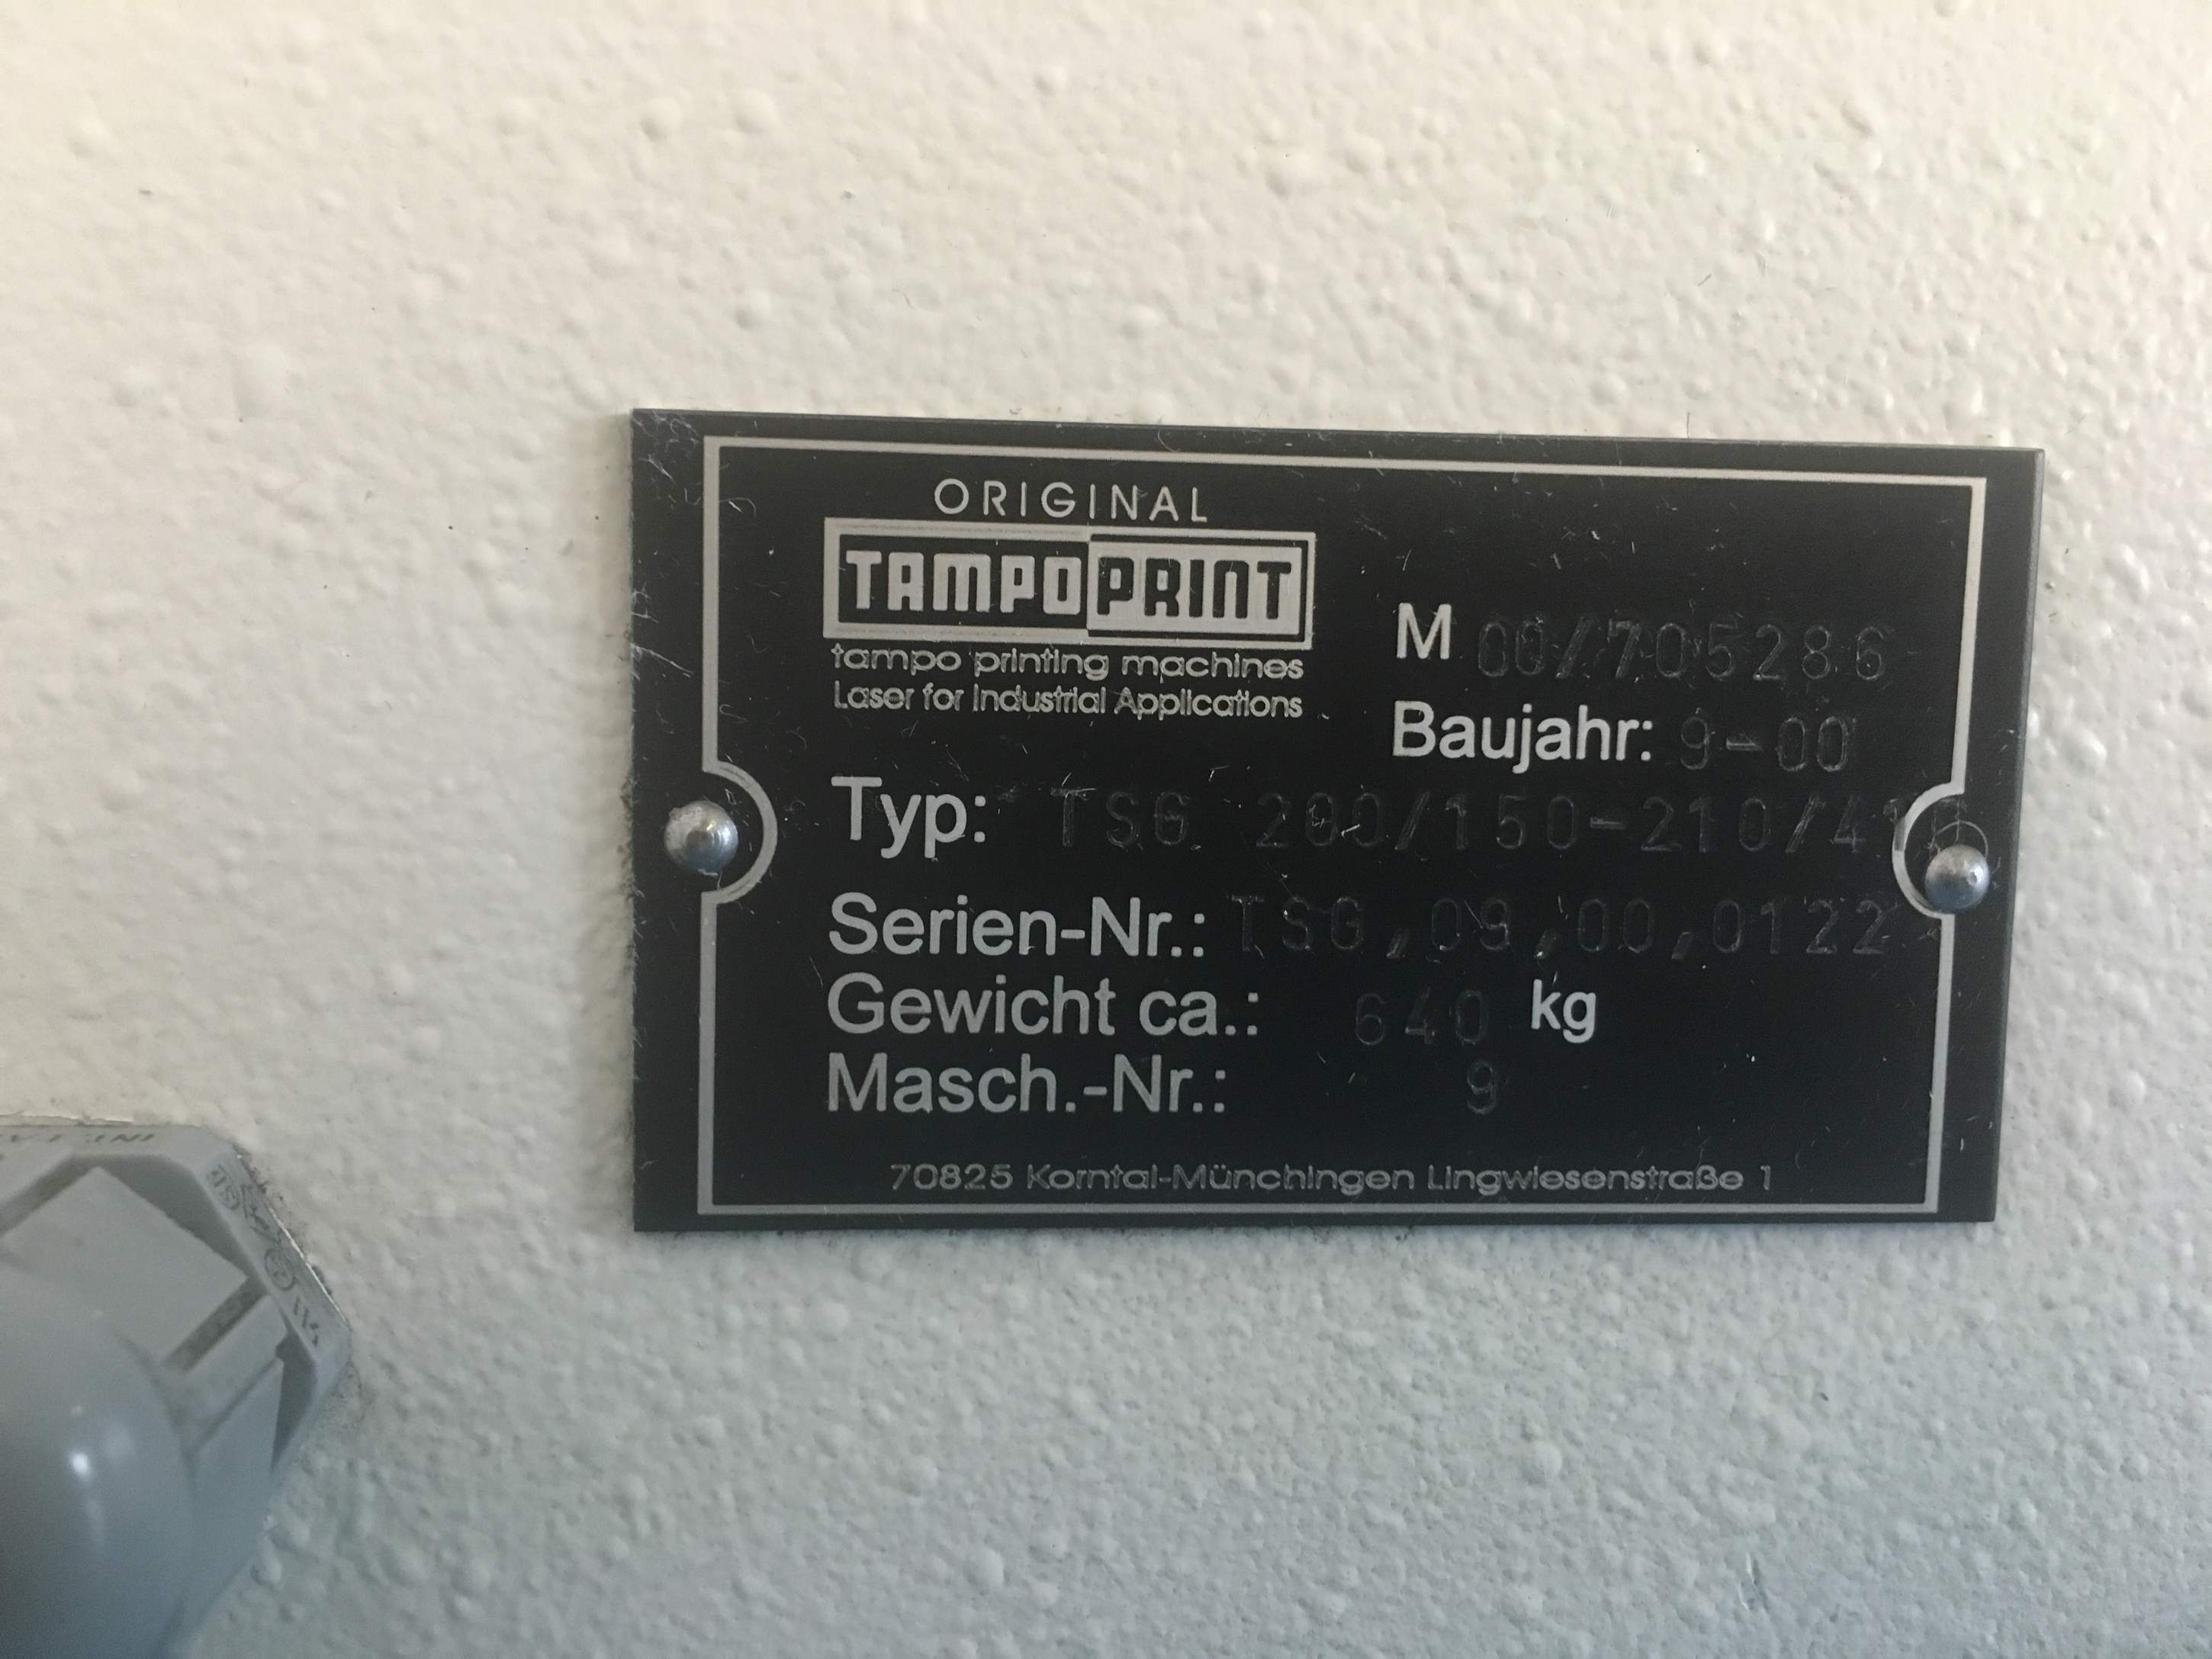 ORIGINAL
TAMPOPRINT
tampo printing machines
Laser for Industrial Applications
M 00/705286
Baujahr: 9-00
Typ: TSG 200/150-210/4
Serien-Nr.: TSG,09,00,0122
Gewicht ca.: 640 kg
Masch.-Nr.: 9
70825 Korntal-Münchingen Lingwiesenstraße 1